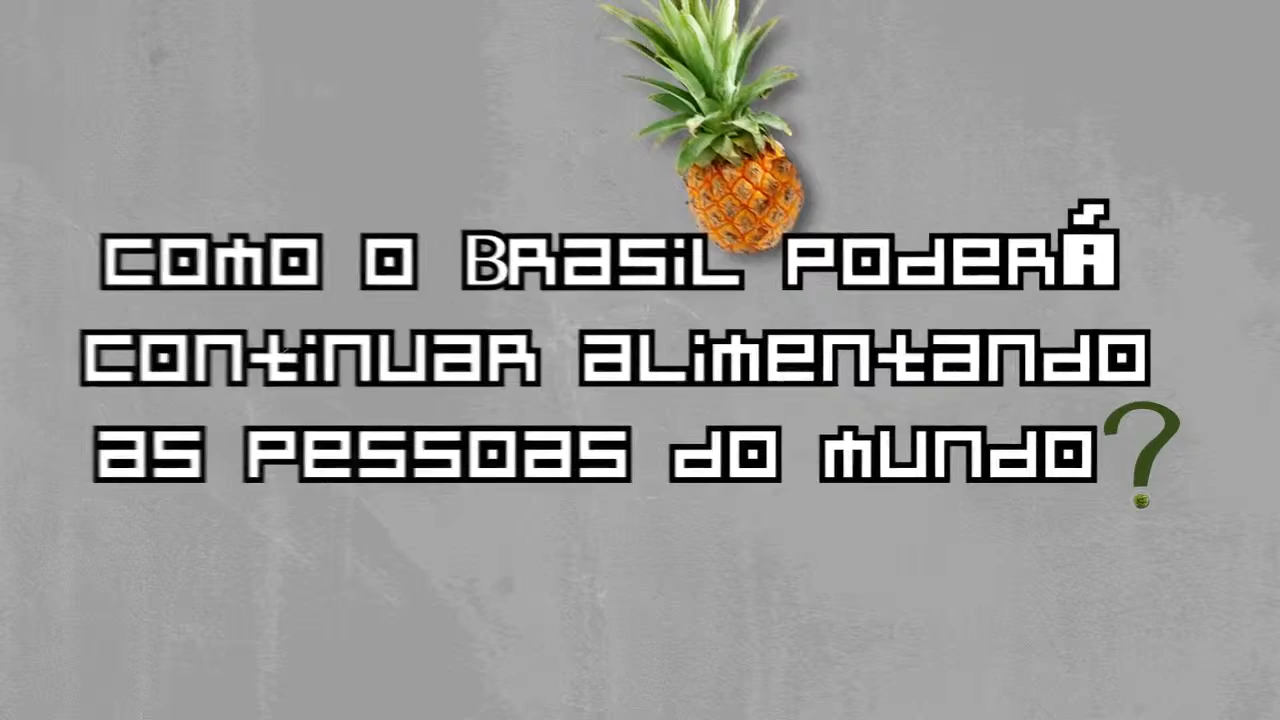 como o Brasil poderÁ
continuar alimentando
as pessoas do mundo?